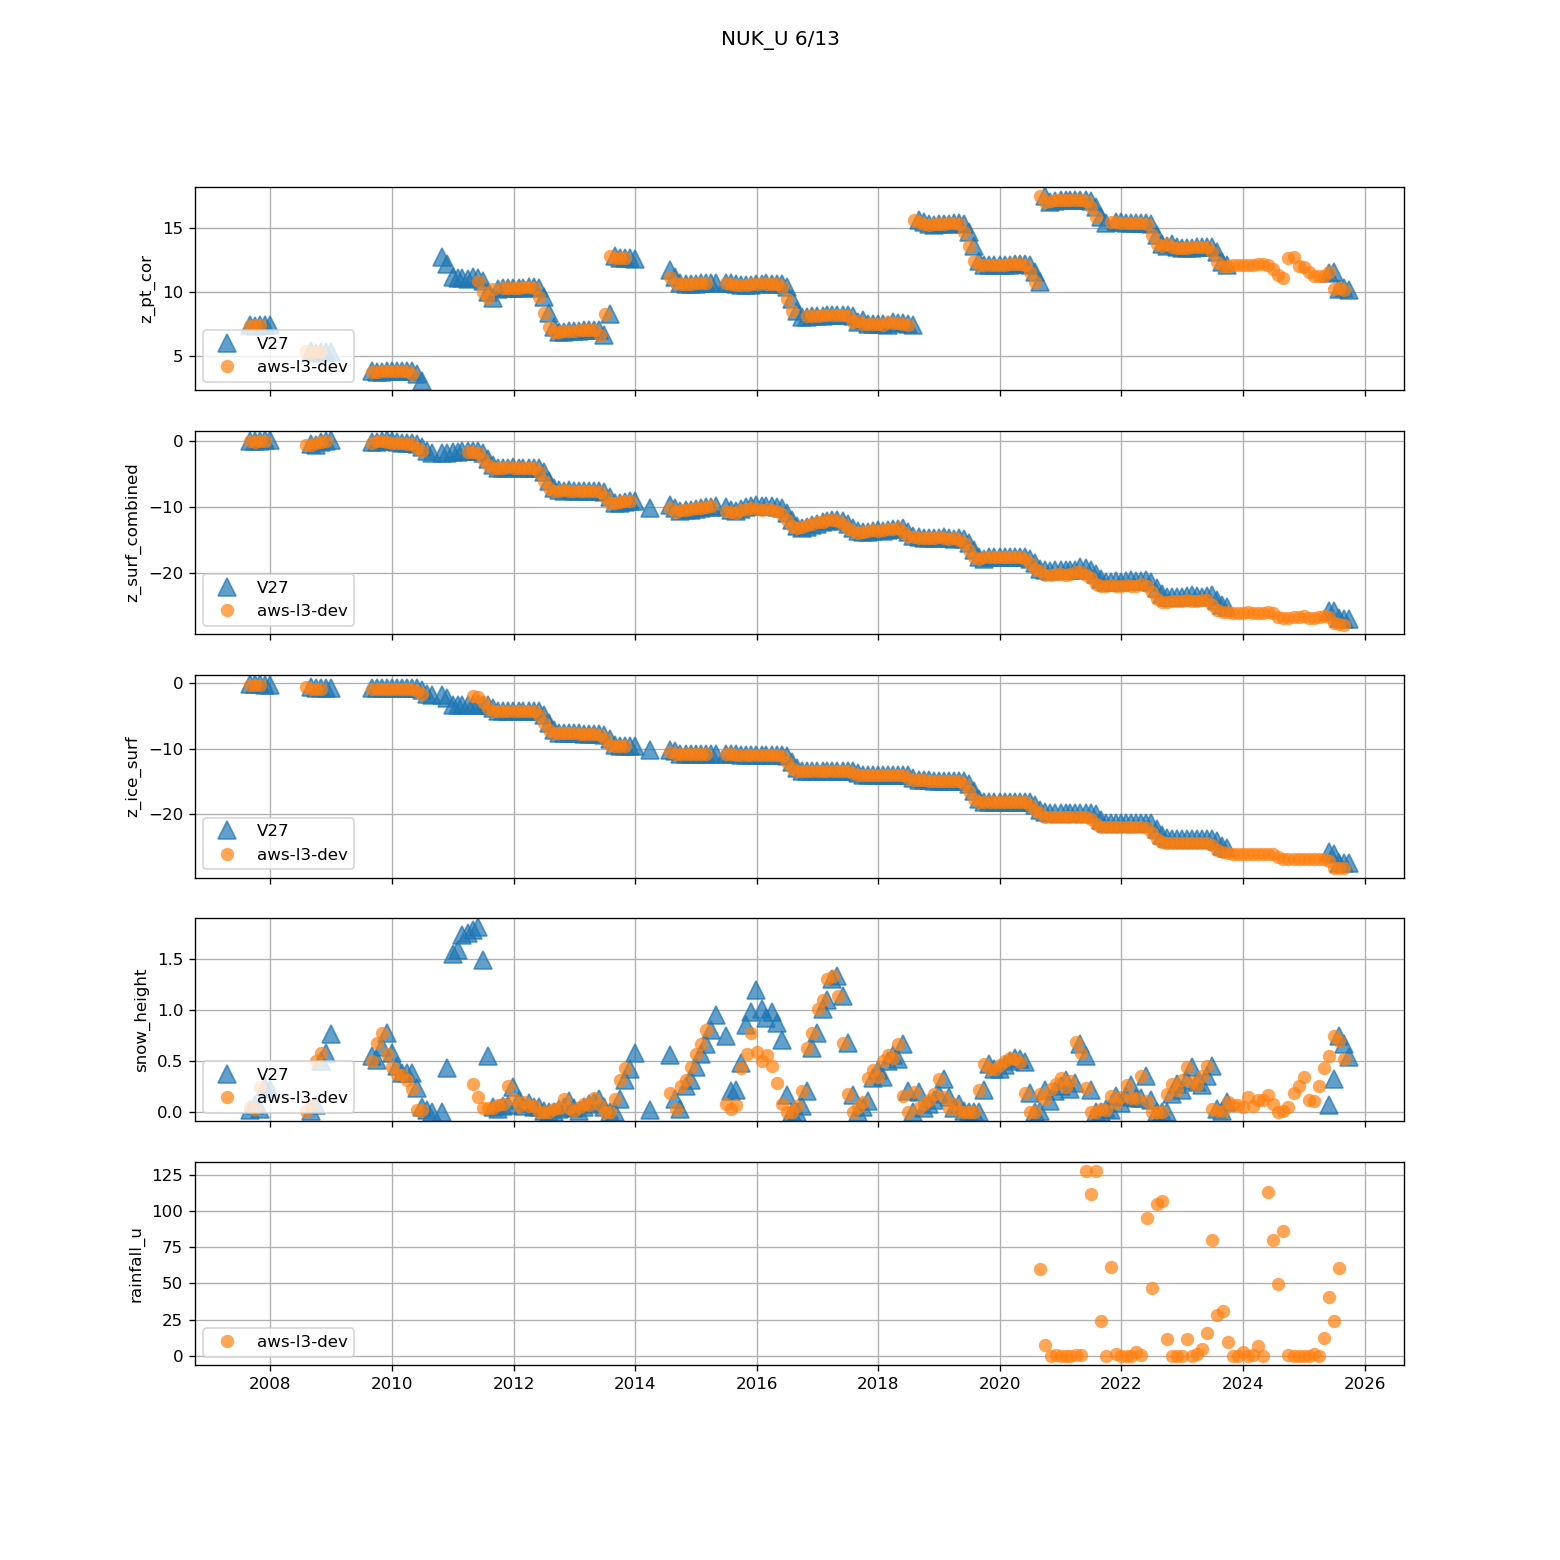 NUK_U 6/13
z_pt_cor
15
10
5
V27
aws-l3-dev
z_surf_combined
0
−10
−20
V27
aws-l3-dev
z_ice_surf
0
−10
−20
V27
aws-l3-dev
snow_height
1.5
1.0
0.5
0.0
V27
aws-l3-dev
rainfall_u
125
100
75
50
25
0
aws-l3-dev
2008 2010 2012 2014 2016 2018 2020 2022 2024 2026